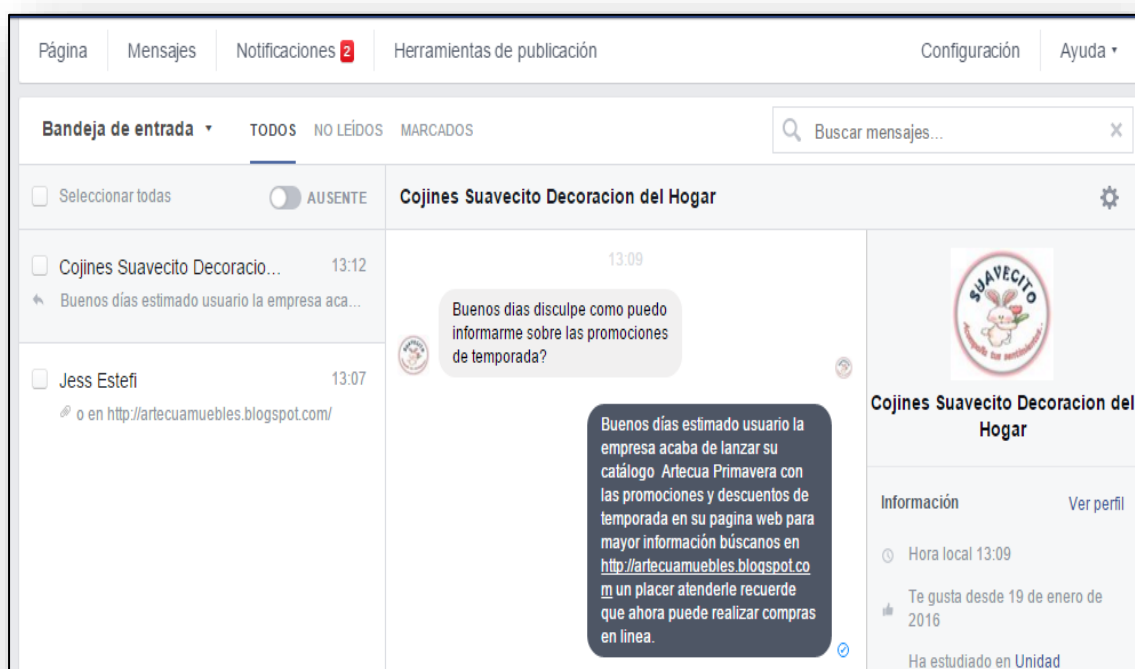 Página Mensajes Notificaciones 2 Herramientas de publicación Configuración Ayuda
Bandeja de entrada TODOS NO LEÍDOS MARCADOS Buscar mensajes...
Seleccionar todas AUSENTE
Cojines Suavecito Decoracio... 13:12
Buenos días estimado usuario la empresa aca...
Jess Estefi 13:07
o en http://artecuamuebles.blogspot.com/
Cojines Suavecito Decoracion del Hogar
13:09
Buenos dias disculpe como puedo
informarme sobre las promociones
de temporada?
Buenos días estimado usuario la
empresa acaba de lanzar su
catálogo Artecua Primavera con
las promociones y descuentos de
temporada en su pagina web para
mayor información búscanos en
http://artecuamuebles.blogspot.co
m un placer atenderle recuerde
que ahora puede realizar compras
en linea.
SUAVECITO
Acompaña tus sentimientos...
Cojines Suavecito Decoracion del
Hogar
Información Ver perfil
Hora local 13:09
Te gusta desde 19 de enero de
2016
Ha estudiado en Unidad